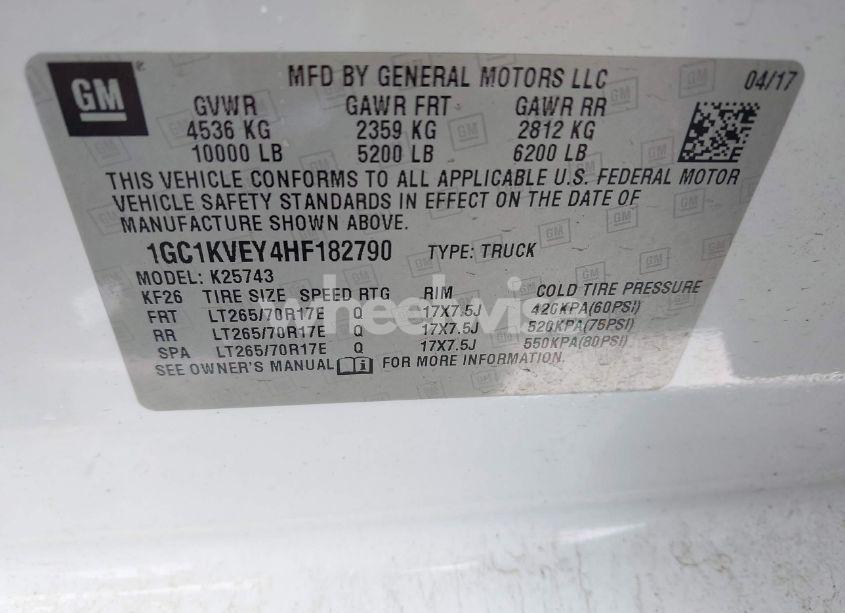 GM
MFD BY GENERAL MOTORS LLC 04/17
GVWR GAWR FRT GAWR RR
4536 KG 2359 KG 2812 KG
10000 LB 5200 LB 6200 LB
THIS VEHICLE CONFORMS TO ALL APPLICABLE U.S. FEDERAL MOTOR
VEHICLE SAFETY STANDARDS IN EFFECT ON THE DATE OF
MANUFACTURE SHOWN ABOVE.
1GC1KVEY4HF182790 TYPE: TRUCK
MODEL: K25743
KF26 TIRE SIZE SPEED RTG RIM COLD TIRE PRESSURE
FRT LT265/70R17E Q 17X7.5J 420KPA(60PSI)
RR LT265/70R17E Q 17X7.5J 520KPA(75PSI)
SPA LT265/70R17E Q 17X7.5J 550KPA(80PSI)
SEE OWNER'S MANUAL FOR MORE INFORMATION.
wheelwise